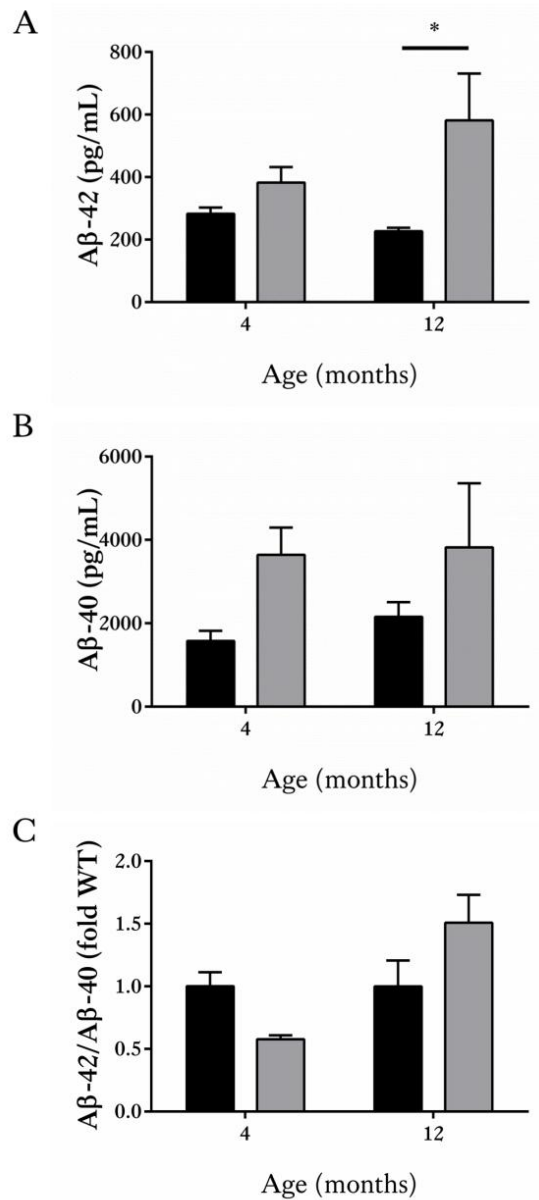 A
*
800
600
400
200
0
Aβ-42 (pg/mL)
4 12
Age (months)
B
6000
4000
2000
0
Aβ-40 (pg/mL)
4 12
Age (months)
C
2.0
1.5
1.0
0.5
0.0
Aβ-42/Aβ-40 (fold WT)
4 12
Age (months)